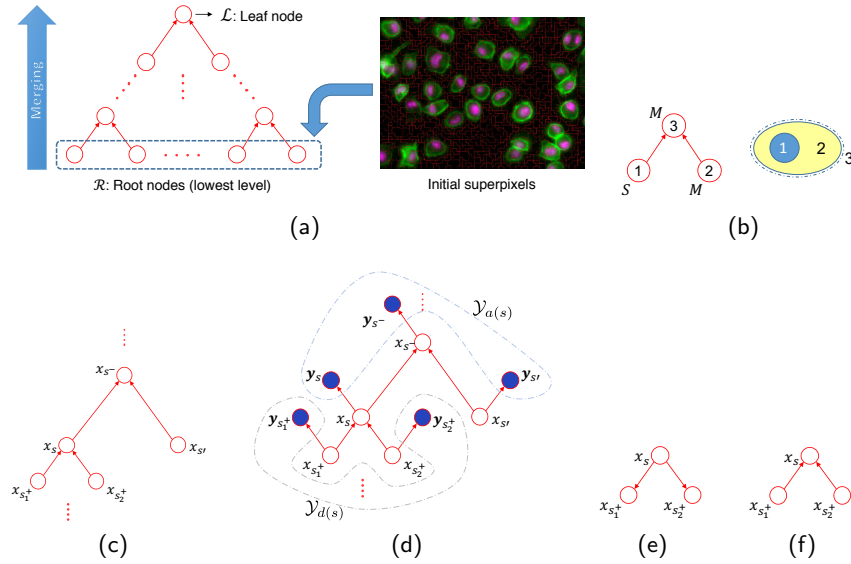 Merging
ℒ: Leaf node
ℛ: Root nodes (lowest level)
Initial superpixels
(a)
M
3
1
2
S
M
1
2
3
(b)
x_{s^-}
x_s
x_{s'}
x_{s_1^+}
x_{s_2^+}
(c)
𝒴_{a(s)}
y_{s^-}
x_{s^-}
y_s
y_{s'}
y_{s_1^+}
x_s
y_{s_2^+}
x_{s'}
x_{s_1^+}
x_{s_2^+}
𝒴_{d(s)}
(d)
x_s
x_{s_1^+}
x_{s_2^+}
(e)
x_s
x_{s_1^+}
x_{s_2^+}
(f)